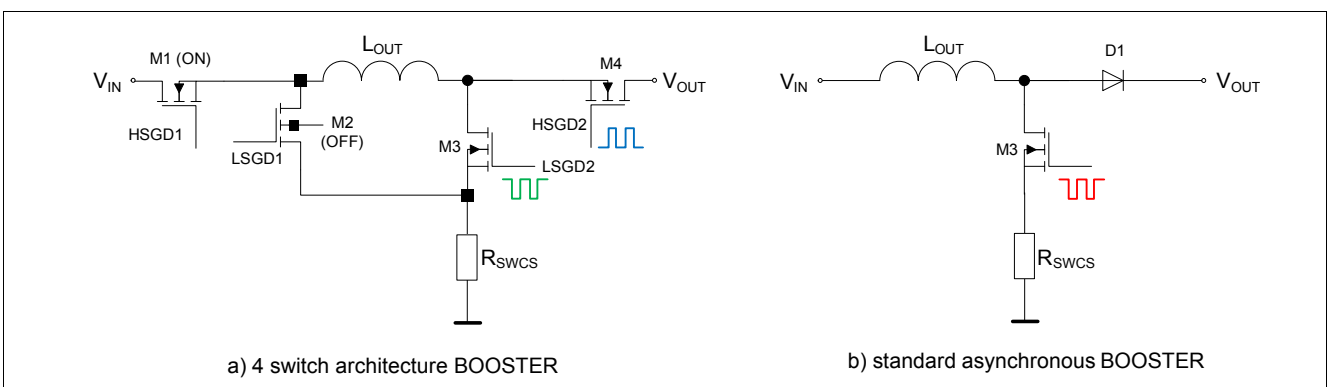 L_OUT
M1 (ON)
M4
V_IN
V_OUT
HSGD1
M2
(OFF)
LSGD1
HSGD2
M3
LSGD2
R_SWCS
a) 4 switch architecture BOOSTER
L_OUT
D1
V_IN
V_OUT
M3
R_SWCS
b) standard asynchronous BOOSTER